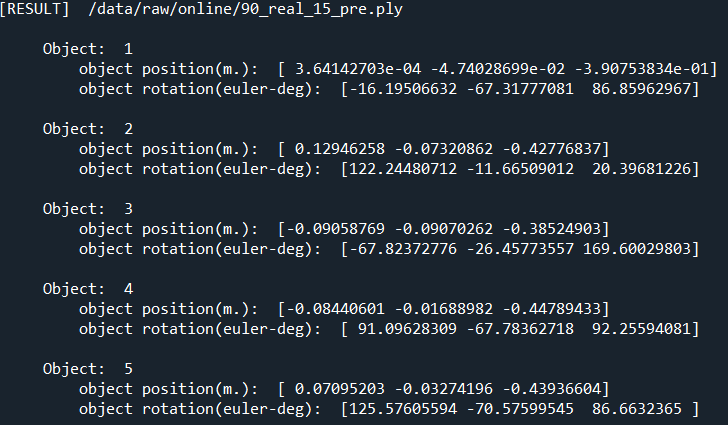 [RESULT]  /data/raw/online/90_real_15_pre.ply
Object:  1
object position(m.):  [ 3.64142703e-04 -4.74028699e-02 -3.90753834e-01]
object rotation(euler-deg):  [-16.19506632 -67.31777081  86.85962967]
Object:  2
object position(m.):  [ 0.12946258 -0.07320862 -0.42776837]
object rotation(euler-deg):  [122.24480712 -11.66509012  20.39681226]
Object:  3
object position(m.):  [-0.09058769 -0.09070262 -0.38524903]
object rotation(euler-deg):  [-67.82372776 -26.45773557 169.60029803]
Object:  4
object position(m.):  [-0.08440601 -0.01688982 -0.44789433]
object rotation(euler-deg):  [ 91.09628309 -67.78362718  92.25594081]
Object:  5
object position(m.):  [ 0.07095203 -0.03274196 -0.43936604]
object rotation(euler-deg):  [125.57605594 -70.57599545  86.6632365 ]